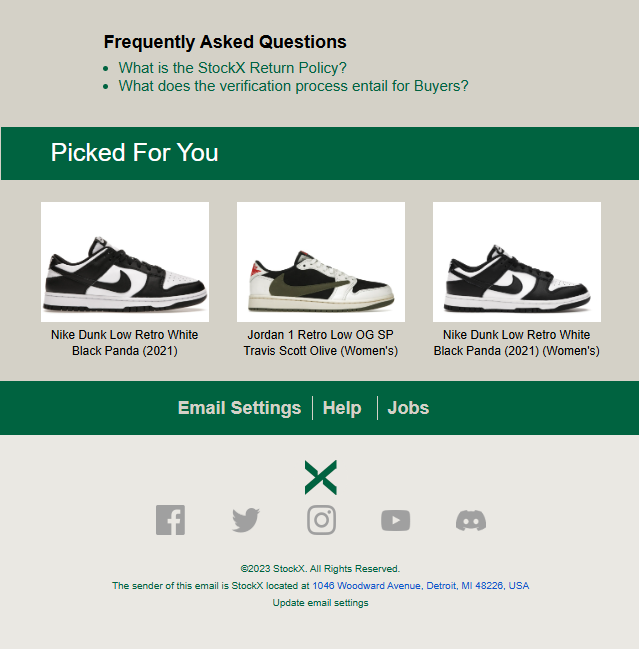 Frequently Asked Questions
What is the StockX Return Policy?
What does the verification process entail for Buyers?
Picked For You
Nike Dunk Low Retro White
Black Panda (2021)
Jordan 1 Retro Low OG SP
Travis Scott Olive (Women's)
Nike Dunk Low Retro White
Black Panda (2021) (Women's)
Email Settings | Help | Jobs
©2023 StockX. All Rights Reserved.
The sender of this email is StockX located at 1046 Woodward Avenue, Detroit, MI 48226, USA
Update email settings